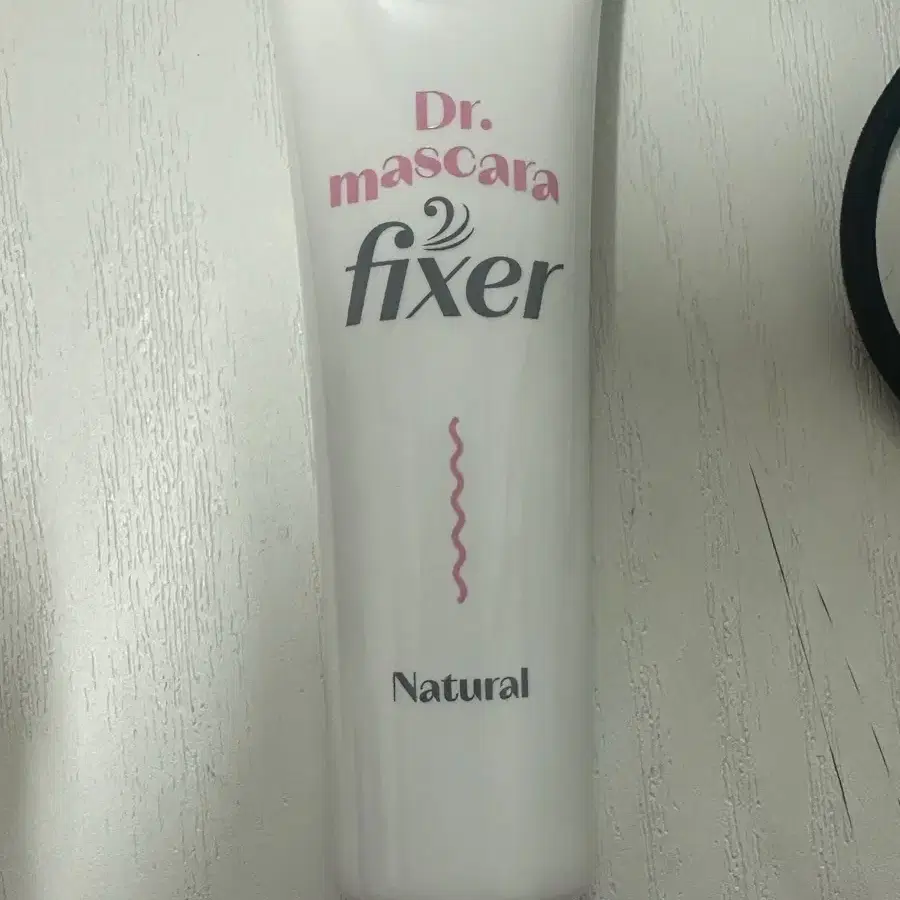 Dr.
mascara
fixer
Natural